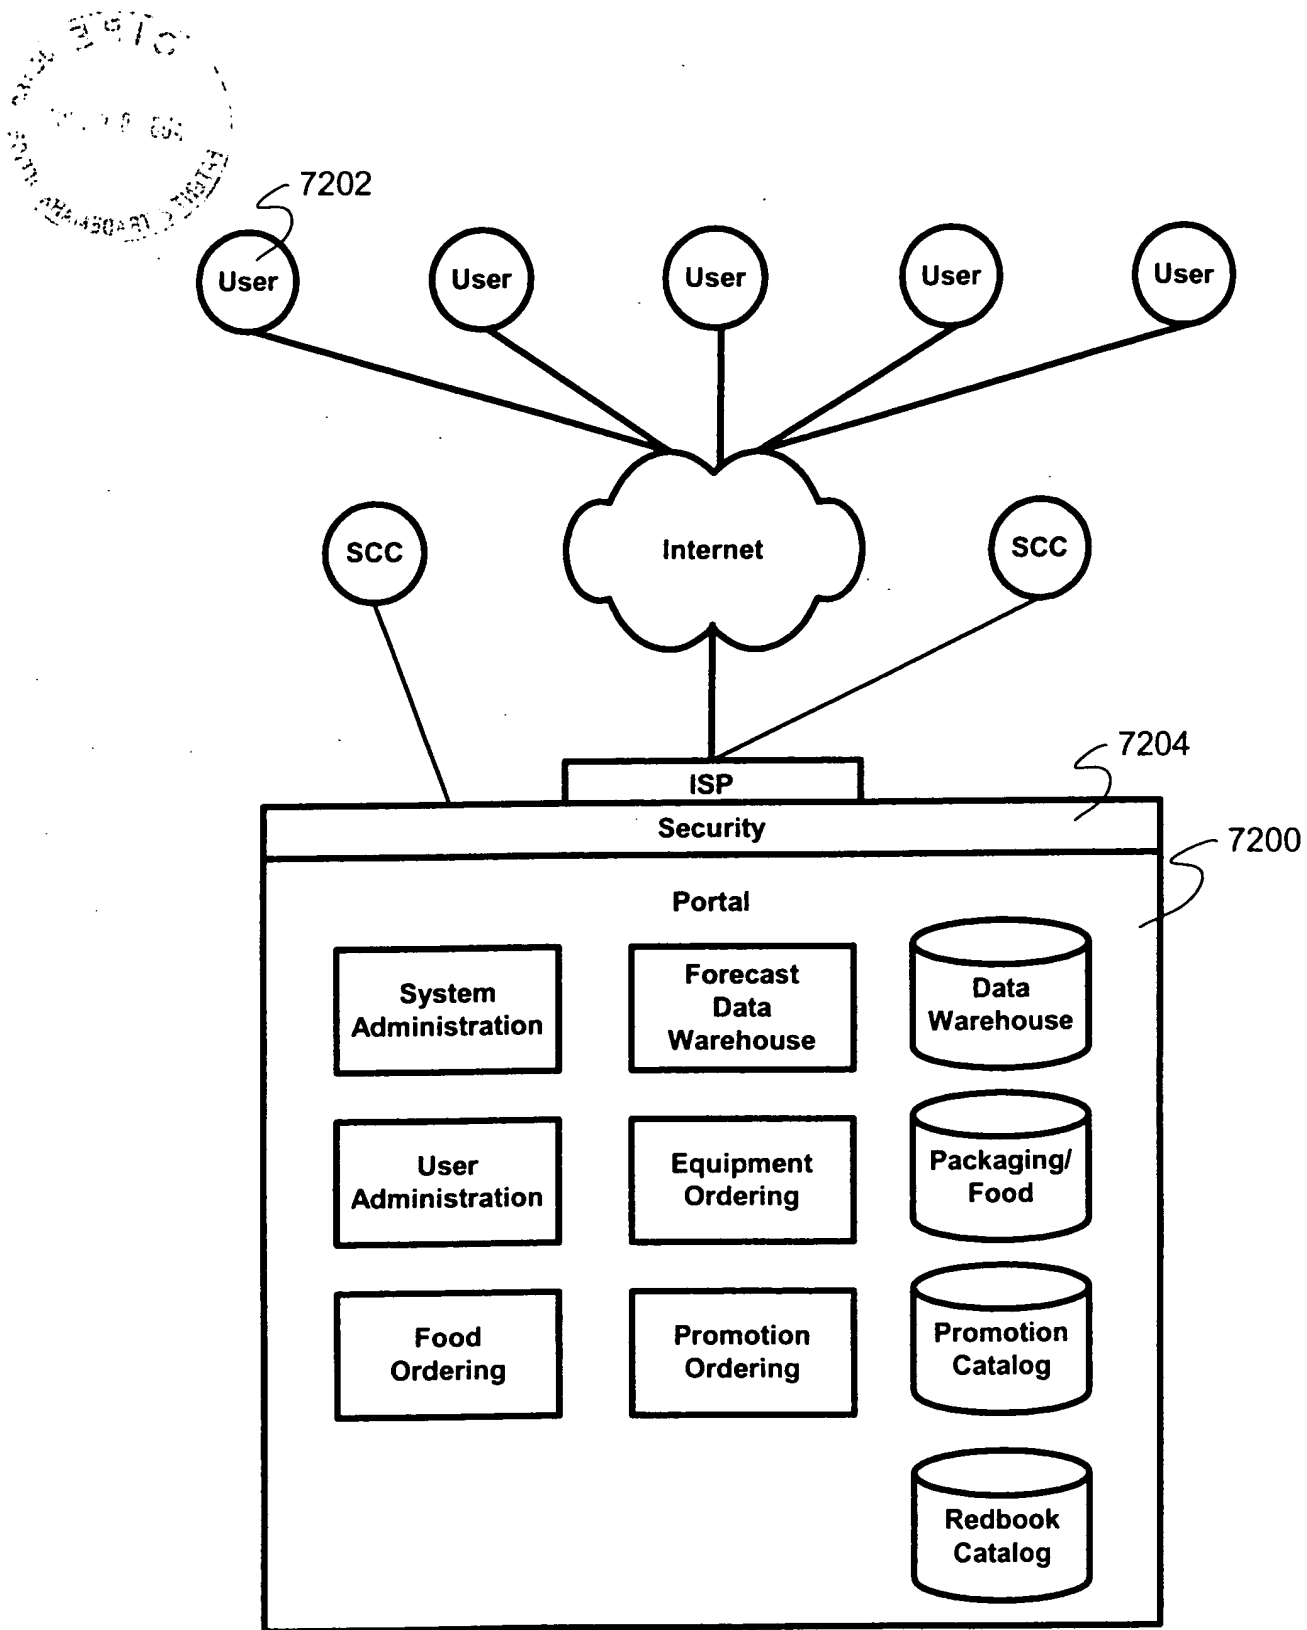 7202
User
User
User
User
User
SCC
Internet
SCC
7204
ISP
Security
7200
Portal
System
Administration
Forecast
Data
Warehouse
Data
Warehouse
User
Administration
Equipment
Ordering
Packaging/
Food
Food
Ordering
Promotion
Ordering
Promotion
Catalog
Redbook
Catalog